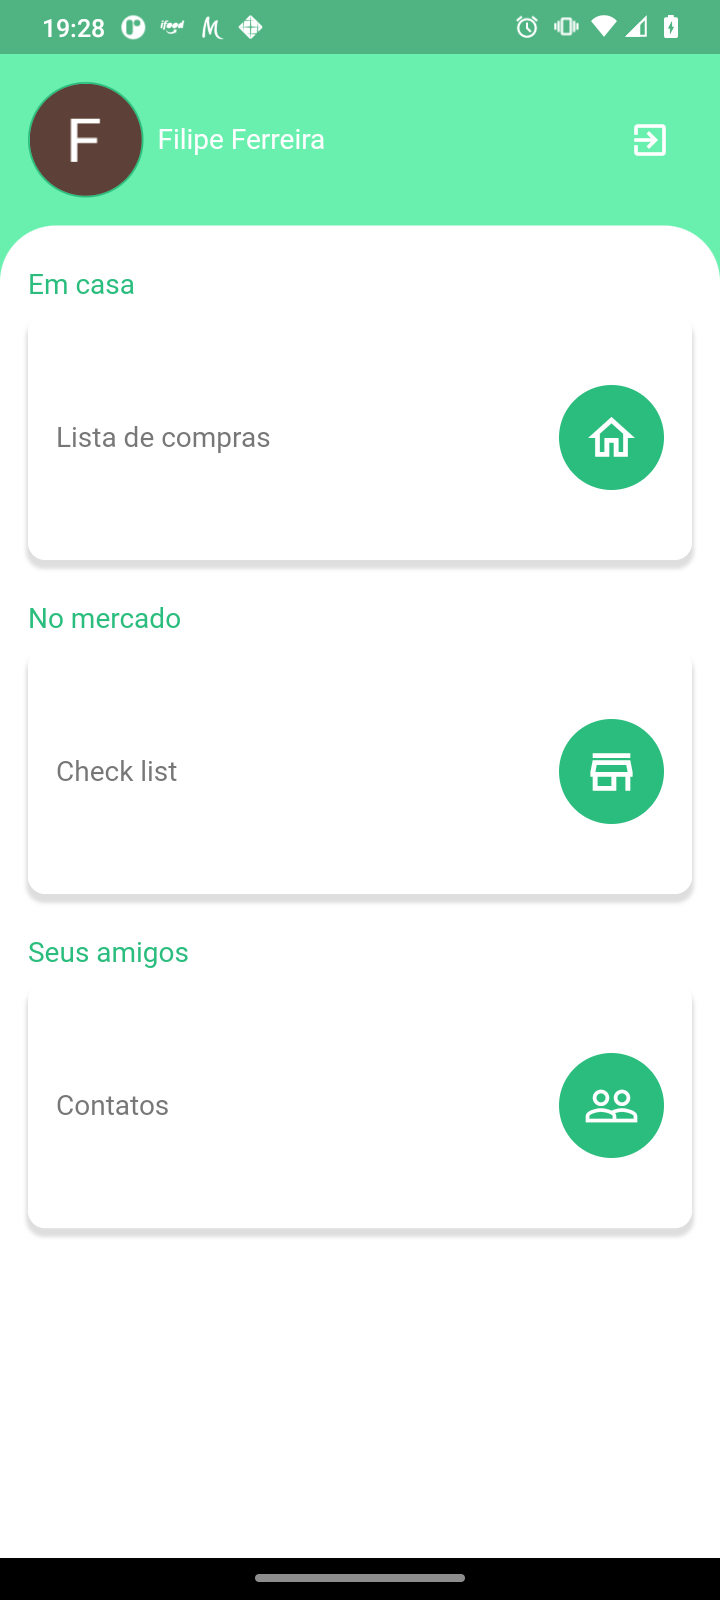 19:28 ifood M
F
Filipe Ferreira
Em casa
Lista de compras
No mercado
Check list
Seus amigos
Contatos